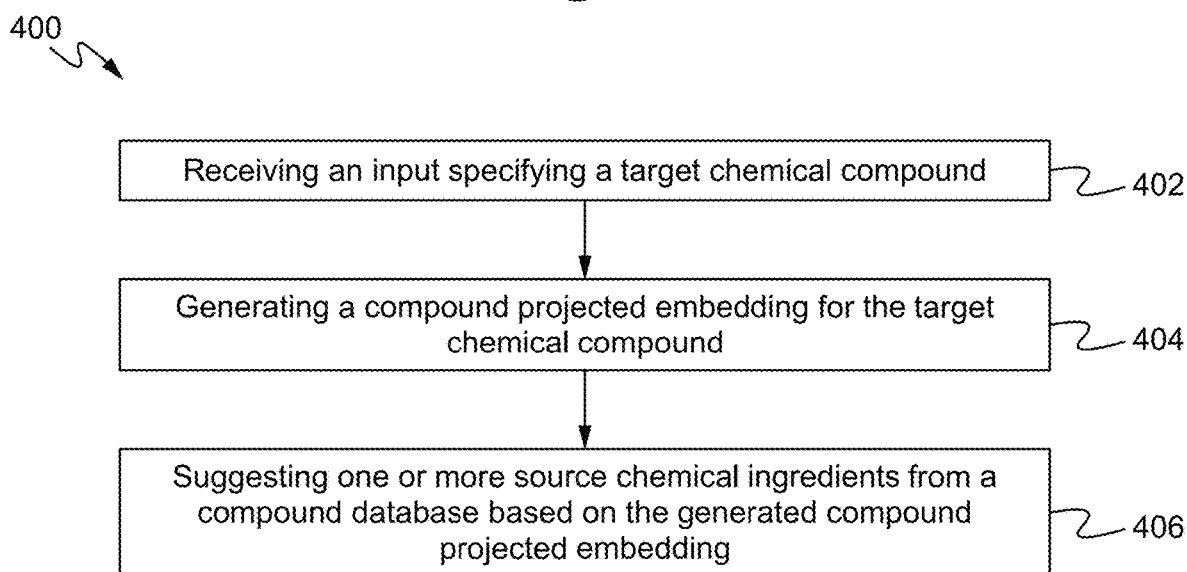 400
Receiving an input specifying a target chemical compound
402
Generating a compound projected embedding for the target
chemical compound
404
Suggesting one or more source chemical ingredients from a
compound database based on the generated compound
projected embedding
406